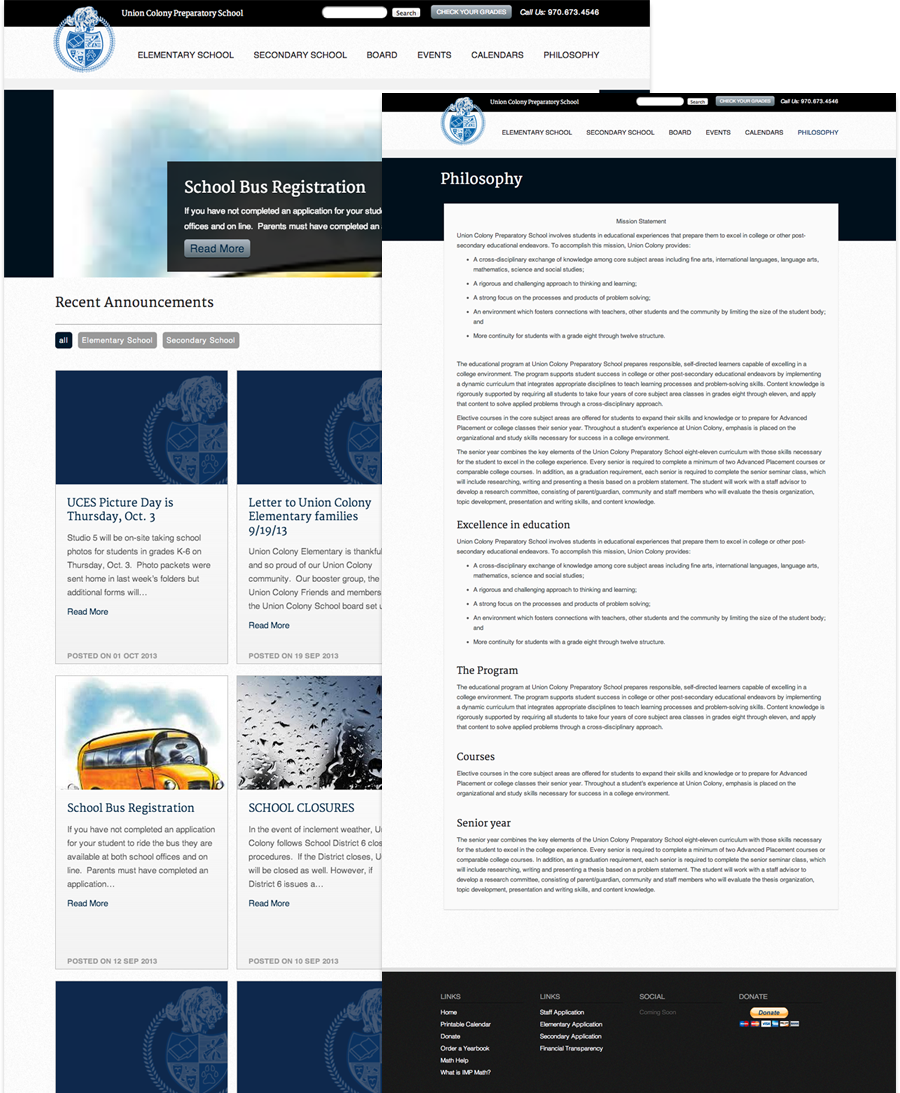 Union Colony Preparatory School
Search
CHECK YOUR GRADES
Call Us: 970.673.4546
ELEMENTARY SCHOOL
SECONDARY SCHOOL
BOARD
EVENTS
CALENDARS
PHILOSOPHY
School Bus Registration
If you have not completed an application for your stud
offices and on line. Parents must have completed an
Read More
Recent Announcements
all
Elementary School
Secondary School
UCES Picture Day is
Thursday, Oct. 3
Studio 5 will be on-site taking school
photos for students in grades K-6 on
Thursday, Oct. 3. Photo packets were
sent home in last week's folders but
additional forms will…
Read More
POSTED ON 01 OCT 2013
Letter to Union Colony
Elementary families
9/19/13
Union Colony Elementary is thankful
and so proud of our Union Colony
community. Our booster group, the
Union Colony Friends and members
the Union Colony School board set u
Read More
POSTED ON 19 SEP 2013
School Bus Registration
If you have not completed an application
for your student to ride the bus they are
available at both school offices and on
line. Parents must have completed an
application…
Read More
POSTED ON 12 SEP 2013
SCHOOL CLOSURES
In the event of inclement weather, U
Colony follows School District 6 clos
procedures. If the District closes, U
will be closed as well. However, if
District 6 issues a…
Read More
POSTED ON 10 SEP 2013
Union Colony Preparatory School
Search
CHECK YOUR GRADES
Call Us: 970.673.4546
ELEMENTARY SCHOOL
SECONDARY SCHOOL
BOARD
EVENTS
CALENDARS
PHILOSOPHY
Philosophy
Mission Statement
Union Colony Preparatory School involves students in educational experiences that prepare them to excel in college or other post-
secondary educational endeavors. To accomplish this mission, Union Colony provides:
• A cross-disciplinary exchange of knowledge among core subject areas including fine arts, international languages, language arts,
mathematics, science and social studies;
• A rigorous and challenging approach to thinking and learning;
• A strong focus on the processes and products of problem solving;
• An environment which fosters connections with teachers, other students and the community by limiting the size of the student body;
and
• More continuity for students with a grade eight through twelve structure.
The educational program at Union Colony Preparatory School prepares responsible, self-directed learners capable of excelling in a
college environment. The program supports student success in college or other post-secondary educational endeavors by implementing
a dynamic curriculum that integrates appropriate disciplines to teach learning processes and problem-solving skills. Content knowledge is
rigorously supported by requiring all students to take four years of core subject area classes in grades eight through eleven, and apply
that content to solve applied problems through a cross-disciplinary approach.
Elective courses in the core subject areas are offered for students to expand their skills and knowledge or to prepare for Advanced
Placement or college classes their senior year. Throughout a student's experience at Union Colony, emphasis is placed on the
organizational and study skills necessary for success in a college environment.
The senior year combines the key elements of the Union Colony Preparatory School eight-eleven curriculum with those skills necessary
for the student to excel in the college experience. Every senior is required to complete a minimum of two Advanced Placement courses or
comparable college courses. In addition, as a graduation requirement, each senior is required to complete the senior seminar class, which
will include researching, writing and presenting a thesis based on a problem statement. The student will work with a staff advisor to
develop a research committee, consisting of parent/guardian, community and staff members who will evaluate the thesis organization,
topic development, presentation and writing skills, and content knowledge.
Excellence in education
Union Colony Preparatory School involves students in educational experiences that prepare them to excel in college or other post-
secondary educational endeavors. To accomplish this mission, Union Colony provides:
• A cross-disciplinary exchange of knowledge among core subject areas including fine arts, international languages, language arts,
mathematics, science and social studies;
• A rigorous and challenging approach to thinking and learning;
• A strong focus on the processes and products of problem solving;
• An environment which fosters connections with teachers, other students and the community by limiting the size of the student body;
and
• More continuity for students with a grade eight through twelve structure.
The Program
The educational program at Union Colony Preparatory School prepares responsible, self-directed learners capable of excelling in a
college environment. The program supports student success in college or other post-secondary educational endeavors by implementing
a dynamic curriculum that integrates appropriate disciplines to teach learning processes and problem-solving skills. Content knowledge is
rigorously supported by requiring all students to take four years of core subject area classes in grades eight through eleven, and apply
that content to solve applied problems through a cross-disciplinary approach.
Courses
Elective courses in the core subject areas are offered for students to expand their skills and knowledge or to prepare for Advanced
Placement or college classes their senior year. Throughout a student's experience at Union Colony, emphasis is placed on the
organizational and study skills necessary for success in a college environment.
Senior year
The senior year combines the key elements of the Union Colony Preparatory School eight-eleven curriculum with those skills necessary
for the student to excel in the college experience. Every senior is required to complete a minimum of two Advanced Placement courses or
comparable college courses. In addition, as a graduation requirement, each senior is required to complete the senior seminar class, which
will include researching, writing and presenting a thesis based on a problem statement. The student will work with a staff advisor to
develop a research committee, consisting of parent/guardian, community and staff members who will evaluate the thesis organization,
topic development, presentation and writing skills, and content knowledge.
LINKS
Home
Printable Calendar
Donate
Order a Yearbook
Math Help
What is IMP Math?
LINKS
Staff Application
Elementary Application
Secondary Application
Financial Transparency
SOCIAL
Coming Soon
DONATE
Donate